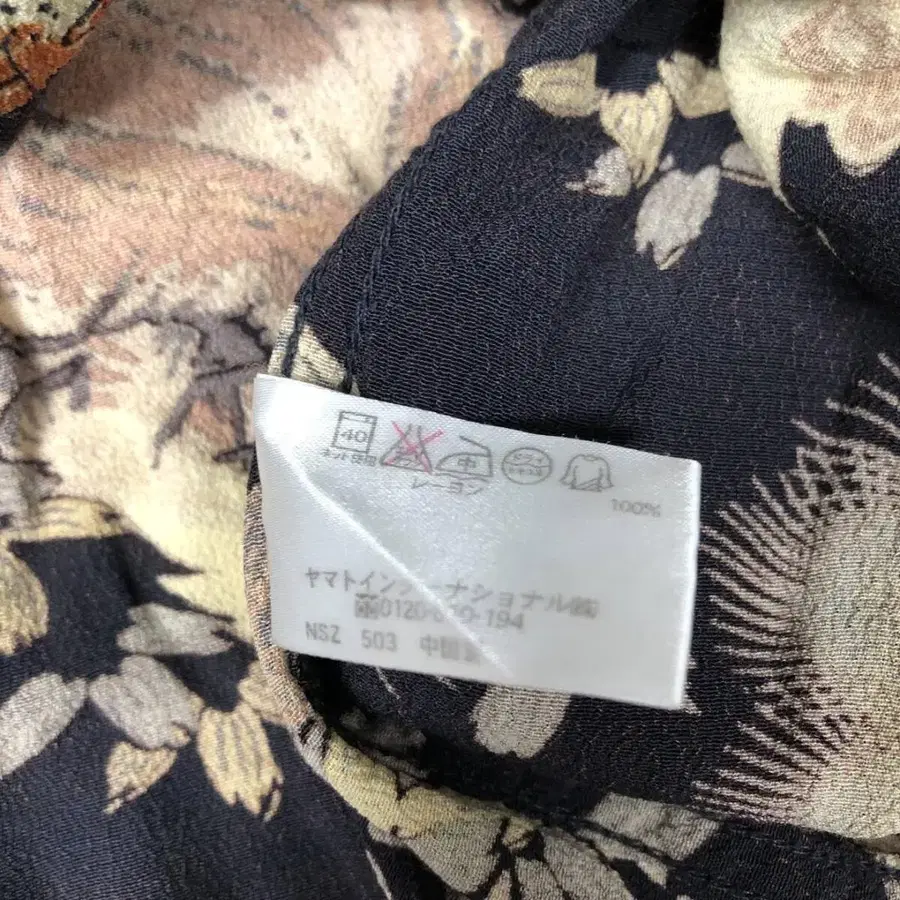 40 中
ネット使用
レーヨン
100%
ヤマトインターナショナル㈱
NSZ 503 中国製